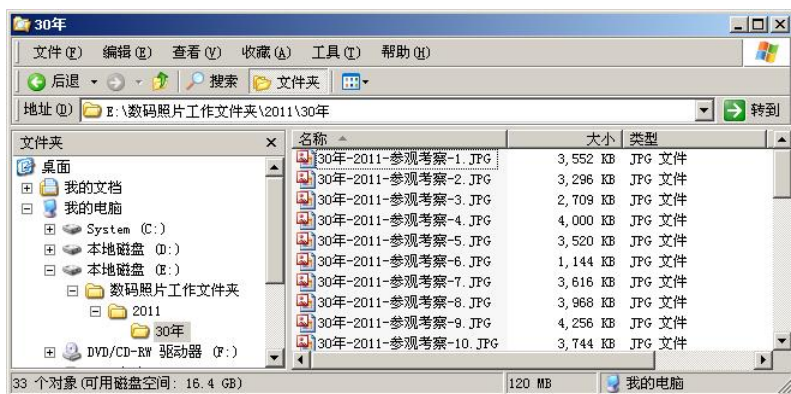 30年
文件(F) 编辑(E) 查看(V) 收藏(A) 工具(T) 帮助(H)
后退 搜索 文件夹
地址(D) E:\数码照片工作文件夹\2011\30年 转到
文件夹 x
桌面
我的文档
我的电脑
System (C:)
本地磁盘 (D:)
本地磁盘 (E:)
数码照片工作文件夹
2011
30年
DVD/CD-RW 驱动器 (F:)
名称 大小 类型
30年-2011-参观考察-1.JPG 3,552 KB JPG 文件
30年-2011-参观考察-2.JPG 3,296 KB JPG 文件
30年-2011-参观考察-3.JPG 2,709 KB JPG 文件
30年-2011-参观考察-4.JPG 4,000 KB JPG 文件
30年-2011-参观考察-5.JPG 3,520 KB JPG 文件
30年-2011-参观考察-6.JPG 1,144 KB JPG 文件
30年-2011-参观考察-7.JPG 3,616 KB JPG 文件
30年-2011-参观考察-8.JPG 3,968 KB JPG 文件
30年-2011-参观考察-9.JPG 4,256 KB JPG 文件
30年-2011-参观考察-10.JPG 3,744 KB JPG 文件
33 个对象(可用磁盘空间: 16.4 GB) 120 MB 我的电脑